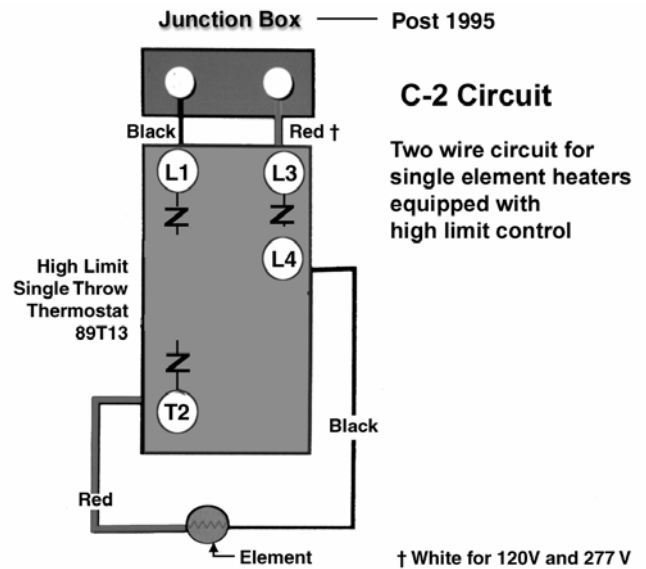 Junction Box
Post 1995
C-2 Circuit
Black
Red †
Two wire circuit for
single element heaters
equipped with
high limit control
L1
L3
L4
High Limit
Single Throw
Thermostat
89T13
T2
Black
Red
Element
† White for 120V and 277 V